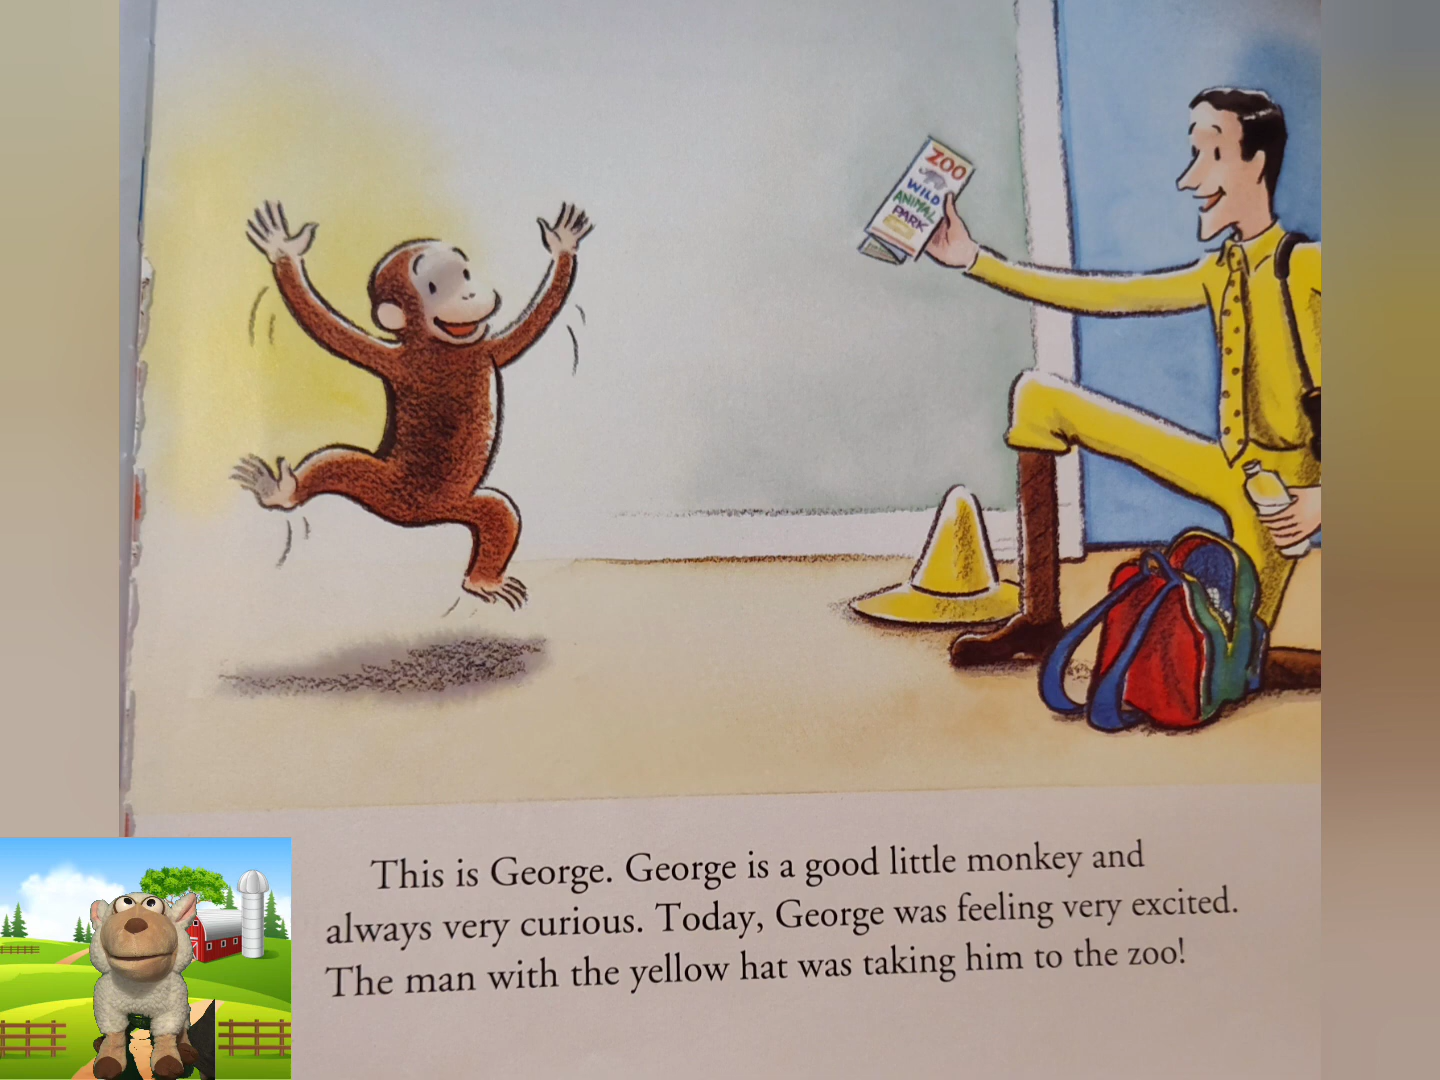 ZOO
WILD
ANIMAL
PARK
This is George. George is a good little monkey and
always very curious. Today, George was feeling very excited.
The man with the yellow hat was taking him to the zoo!